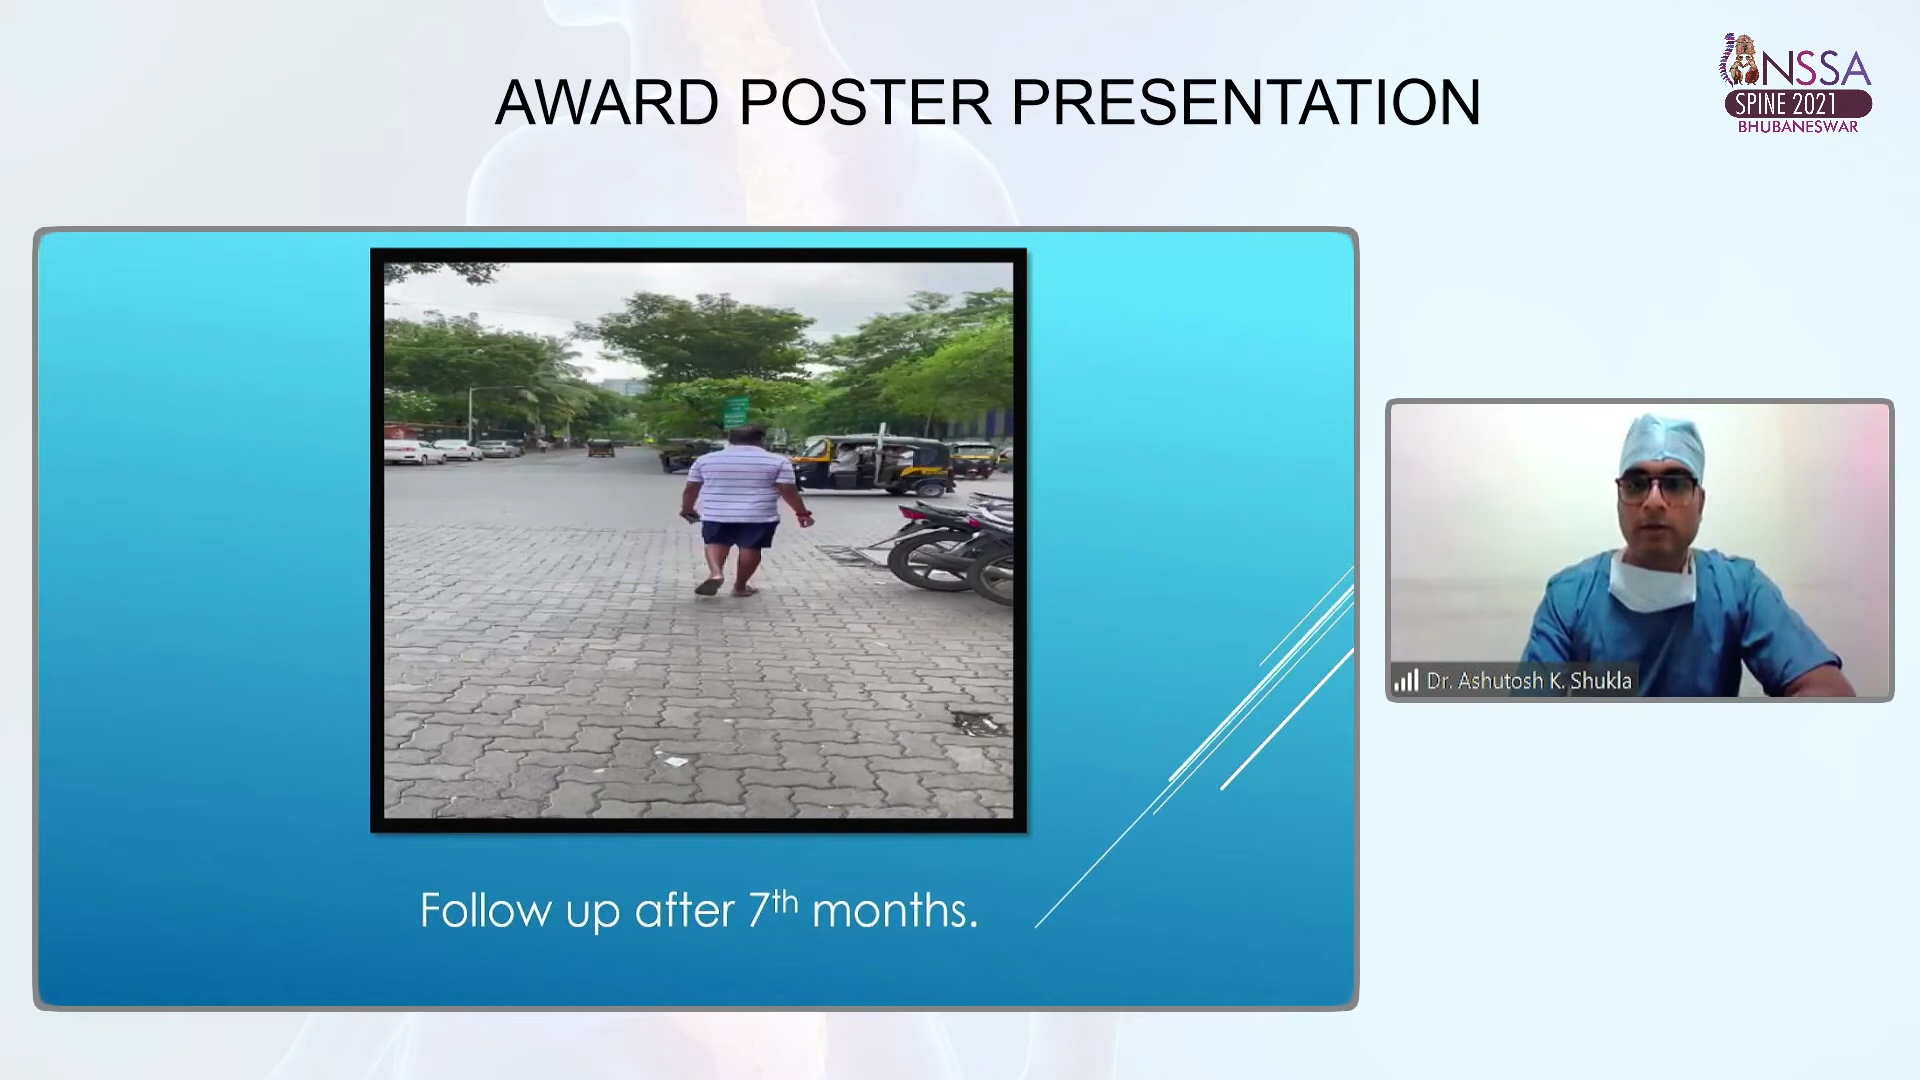 AWARD POSTER PRESENTATION
NSSA
SPINE 2021
BHUBANESWAR
Follow up after 7th months.
Dr. Ashutosh K. Shukla